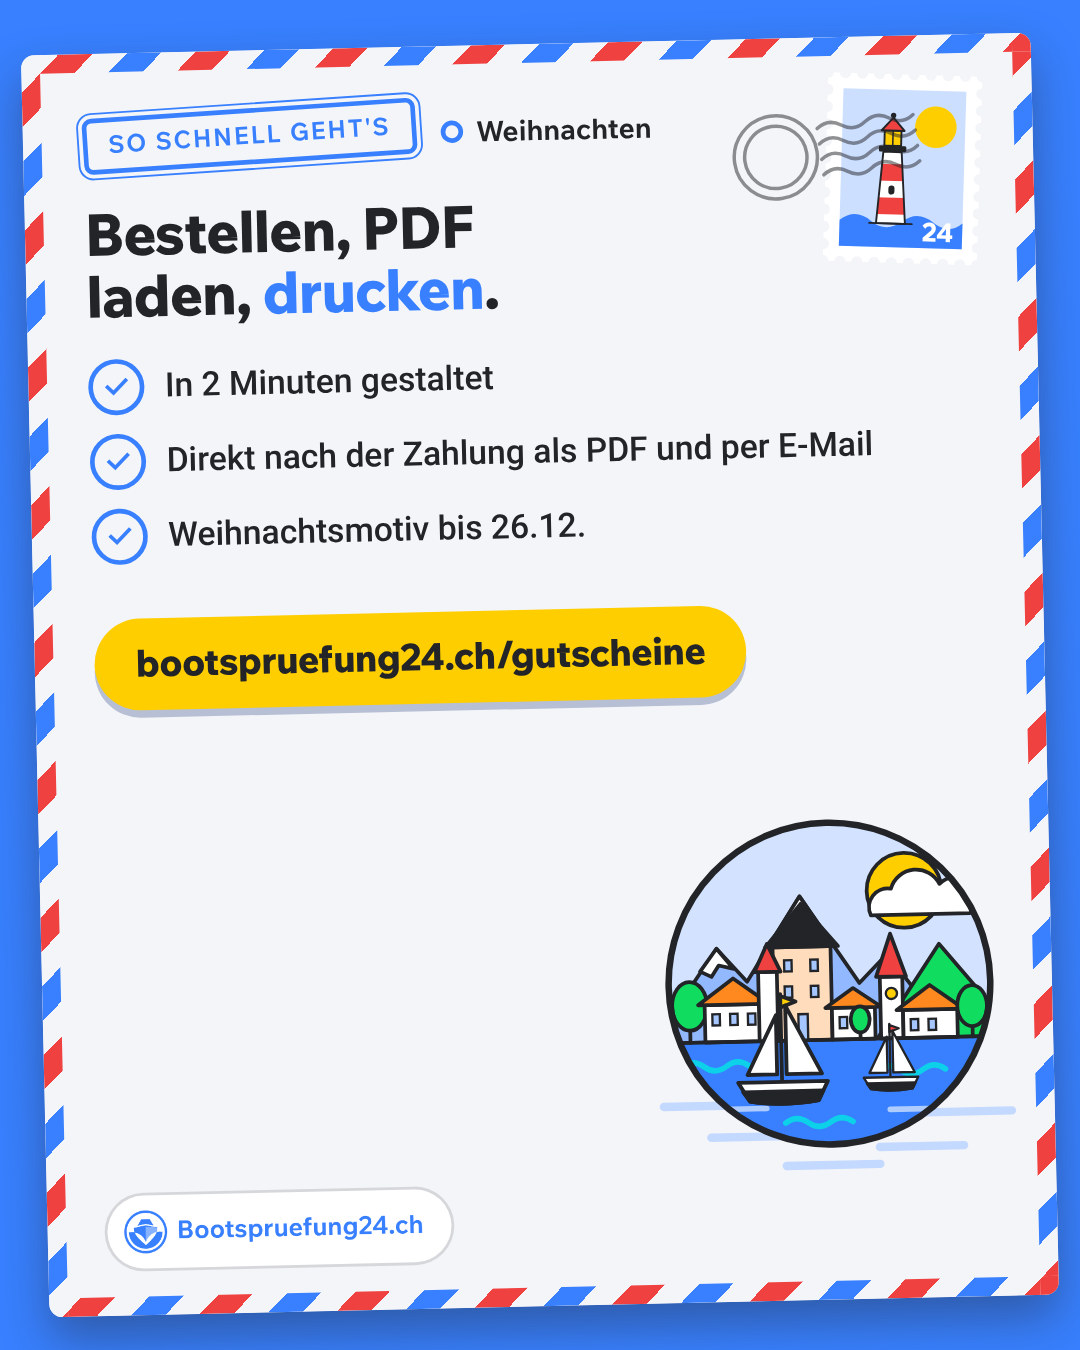 SO SCHNELL GEHT'S
Weihnachten
24
Bestellen, PDF
laden, drucken.
In 2 Minuten gestaltet
Direkt nach der Zahlung als PDF und per E-Mail
Weihnachtsmotiv bis 26.12.
bootspruefung24.ch/gutscheine
Bootspruefung24.ch